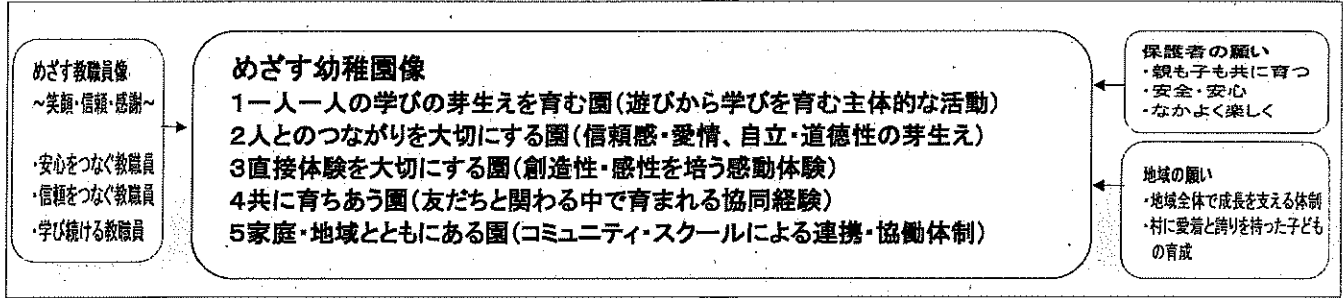 めざす教職員像
～笑顔・信頼・感謝～
・安心をつなぐ教職員
・信頼をつなぐ教職員
・学び続ける教職員
めざす幼稚園像
1一人一人の学びの芽生えを育む園(遊びから学びを育む主体的な活動)
2人とのつながりを大切にする園(信頼感・愛情、自立・道徳性の芽生え)
3直接体験を大切にする園(創造性・感性を培う感動体験)
4共に育ちあう園(友だちと関わる中で育まれる協同経験)
5家庭・地域とともにある園(コミュニティ・スクールによる連携・協働体制)
保護者の願い
・親も子も共に育つ
・安全・安心
・なかよく楽しく
地域の願い
・地域全体で成長を支える体制
・村に愛着と誇りを持った子ども
の育成